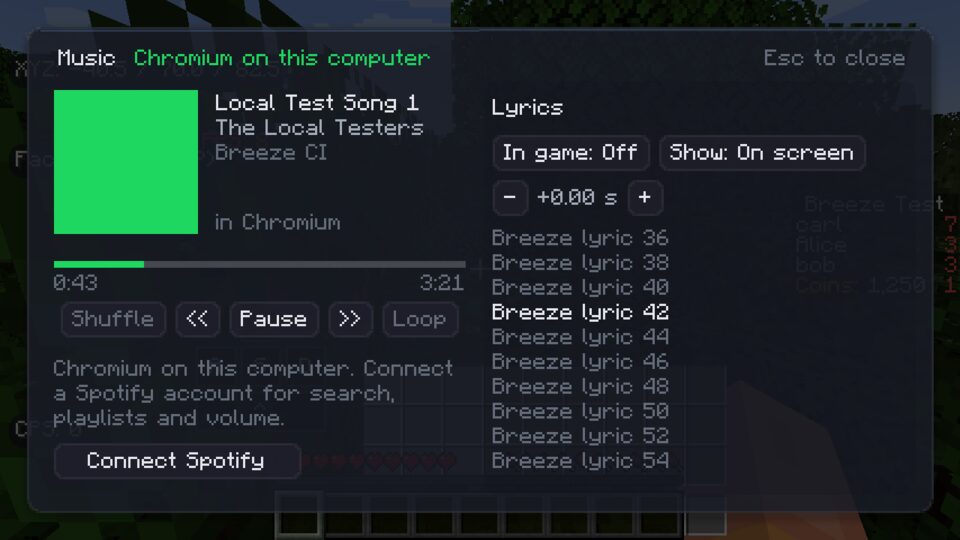 Music Chromium on this computer
Esc to close
Local Test Song 1
The Local Testers
Breeze CI
in Chromium
0:43
3:21
Shuffle
<<
Pause
>>
Loop
Chromium on this computer. Connect
a Spotify account for search,
playlists and volume.
Connect Spotify
Lyrics
In game: Off
Show: On screen
- +0.00 s +
Breeze lyric 36
Breeze lyric 38
Breeze lyric 40
Breeze lyric 42
Breeze lyric 44
Breeze lyric 46
Breeze lyric 48
Breeze lyric 50
Breeze lyric 52
Breeze lyric 54
Breeze Test
carl 7
Alice 3
bob 3
Coins: 1,250 1